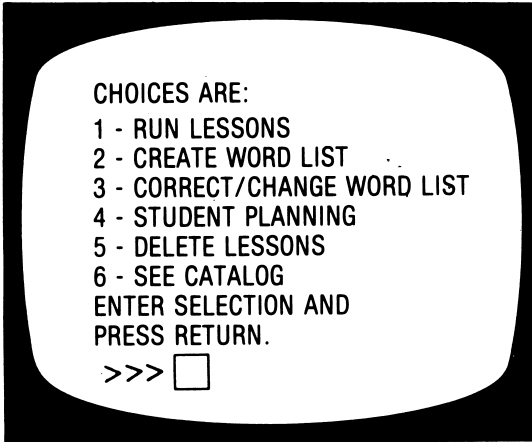 CHOICES ARE:
1 - RUN LESSONS
2 - CREATE WORD LIST
3 - CORRECT/CHANGE WORD LIST
4 - STUDENT PLANNING
5 - DELETE LESSONS
6 - SEE CATALOG
ENTER SELECTION AND
PRESS RETURN.
>>>